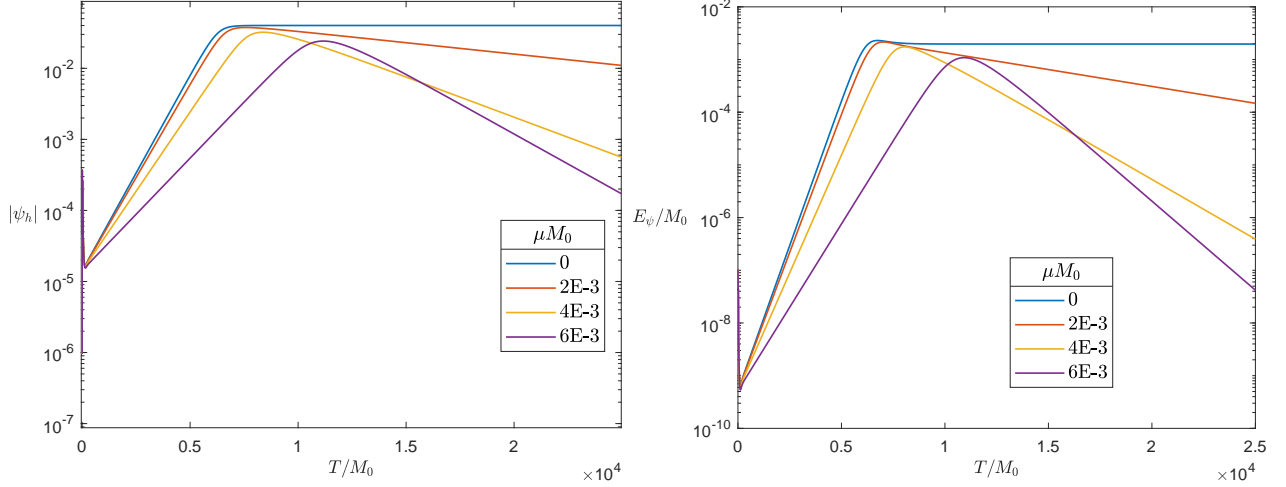 10^{-2}
10^{-3}
10^{-4}
10^{-5}
10^{-6}
10^{-7}
|ψ_h|
0
0.5
1
1.5
2
×10^4
T/M_0
μM_0
0
2E-3
4E-3
6E-3
10^{-2}
10^{-4}
10^{-6}
10^{-8}
10^{-10}
E_ψ/M_0
0
0.5
1
1.5
2
2.5
×10^4
T/M_0
μM_0
0
2E-3
4E-3
6E-3